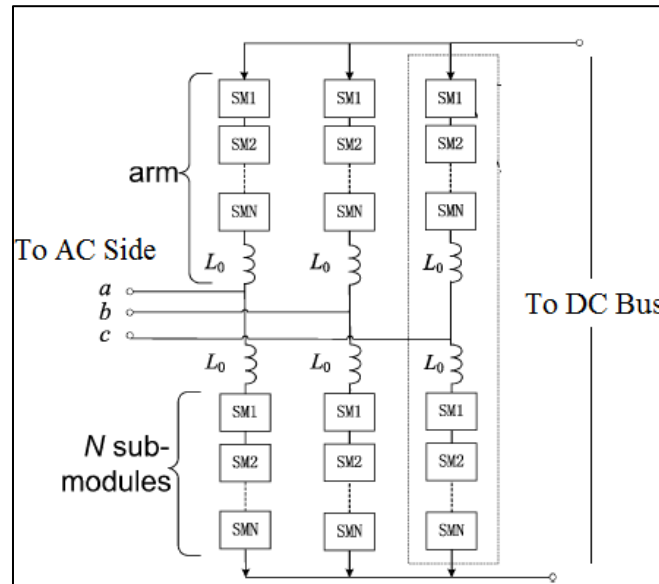 SM1 SM1 SM1
SM2 SM2 SM2
arm
SMN SMN SMN
To AC Side
L₀ L₀ L₀
a
To DC Bus
b
c
L₀ L₀ L₀
SM1 SM1 SM1
N sub-
modules
SM2 SM2 SM2
SMN SMN SMN